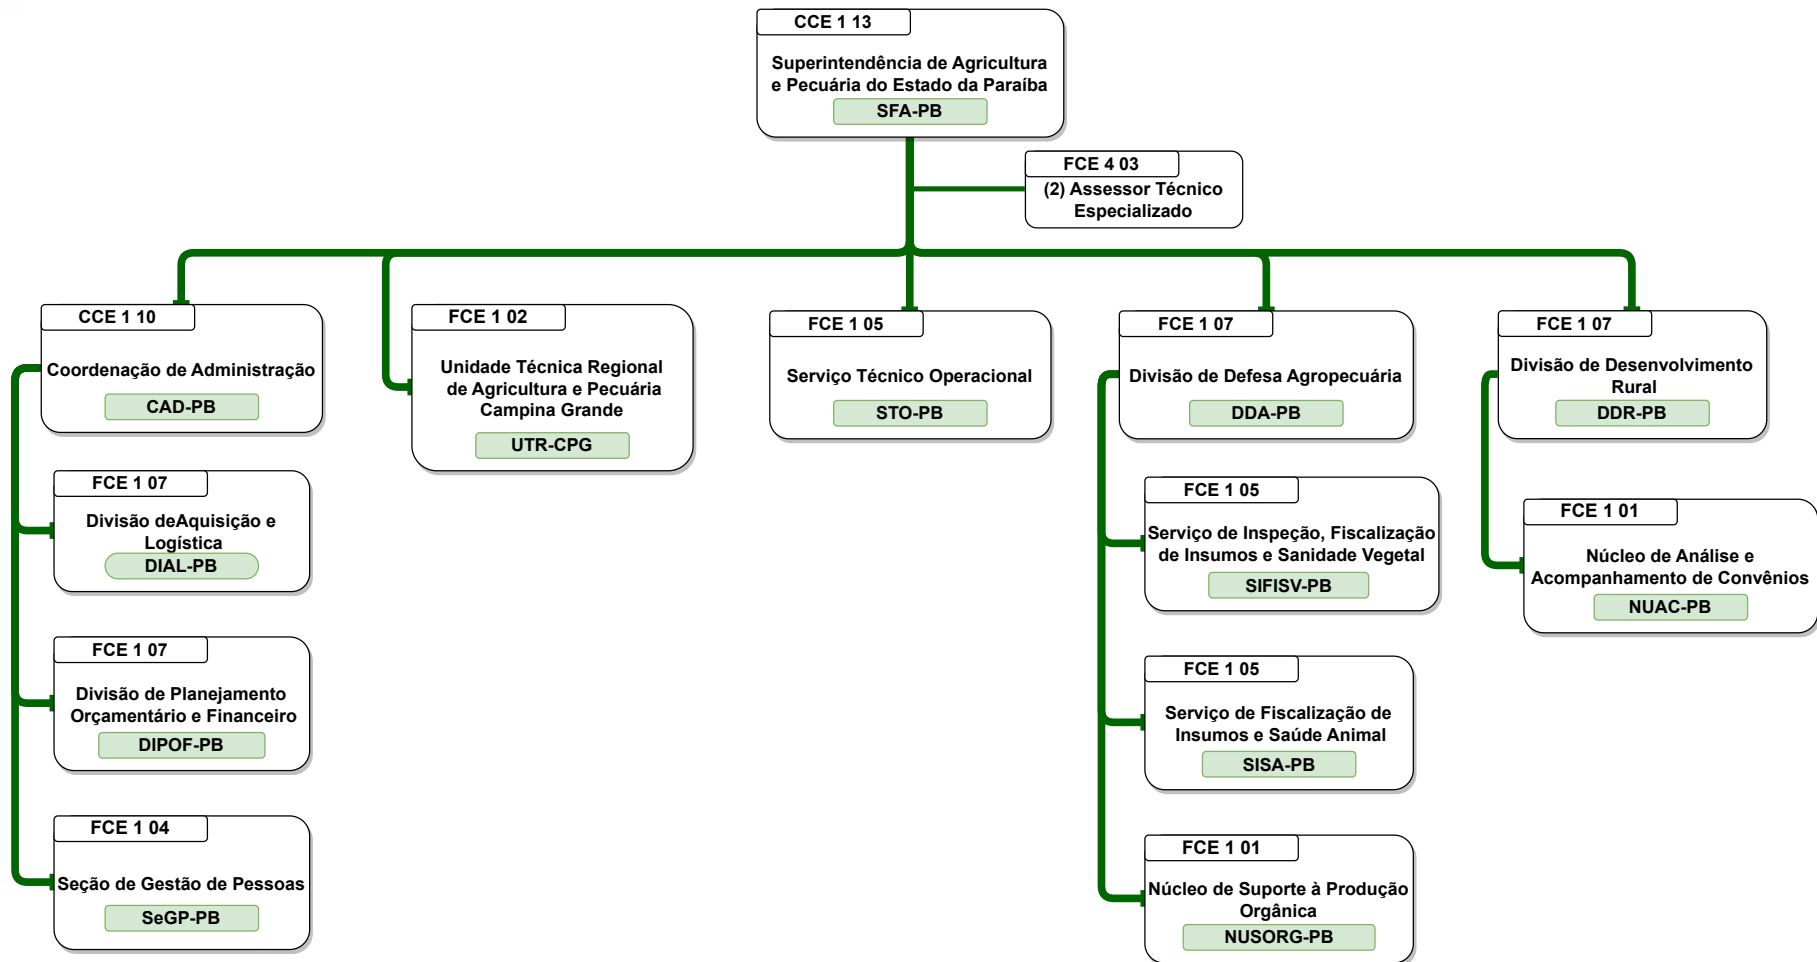 CCE 1 13
Superintendência de Agricultura
e Pecuária do Estado da Paraíba
SFA-PB
FCE 4 03
(2) Assessor Técnico
Especializado
CCE 1 10
Coordenação de Administração
CAD-PB
FCE 1 07
Divisão deAquisição e
Logística
DIAL-PB
FCE 1 07
Divisão de Planejamento
Orçamentário e Financeiro
DIPOF-PB
FCE 1 04
Seção de Gestão de Pessoas
SeGP-PB
FCE 1 02
Unidade Técnica Regional
de Agricultura e Pecuária
Campina Grande
UTR-CPG
FCE 1 05
Serviço Técnico Operacional
STO-PB
FCE 1 07
Divisão de Defesa Agropecuária
DDA-PB
FCE 1 05
Serviço de Inspeção, Fiscalização
de Insumos e Sanidade Vegetal
SIFISV-PB
FCE 1 05
Serviço de Fiscalização de
Insumos e Saúde Animal
SISA-PB
FCE 1 01
Núcleo de Suporte à Produção
Orgânica
NUSORG-PB
FCE 1 07
Divisão de Desenvolvimento
Rural
DDR-PB
FCE 1 01
Núcleo de Análise e
Acompanhamento de Convênios
NUAC-PB